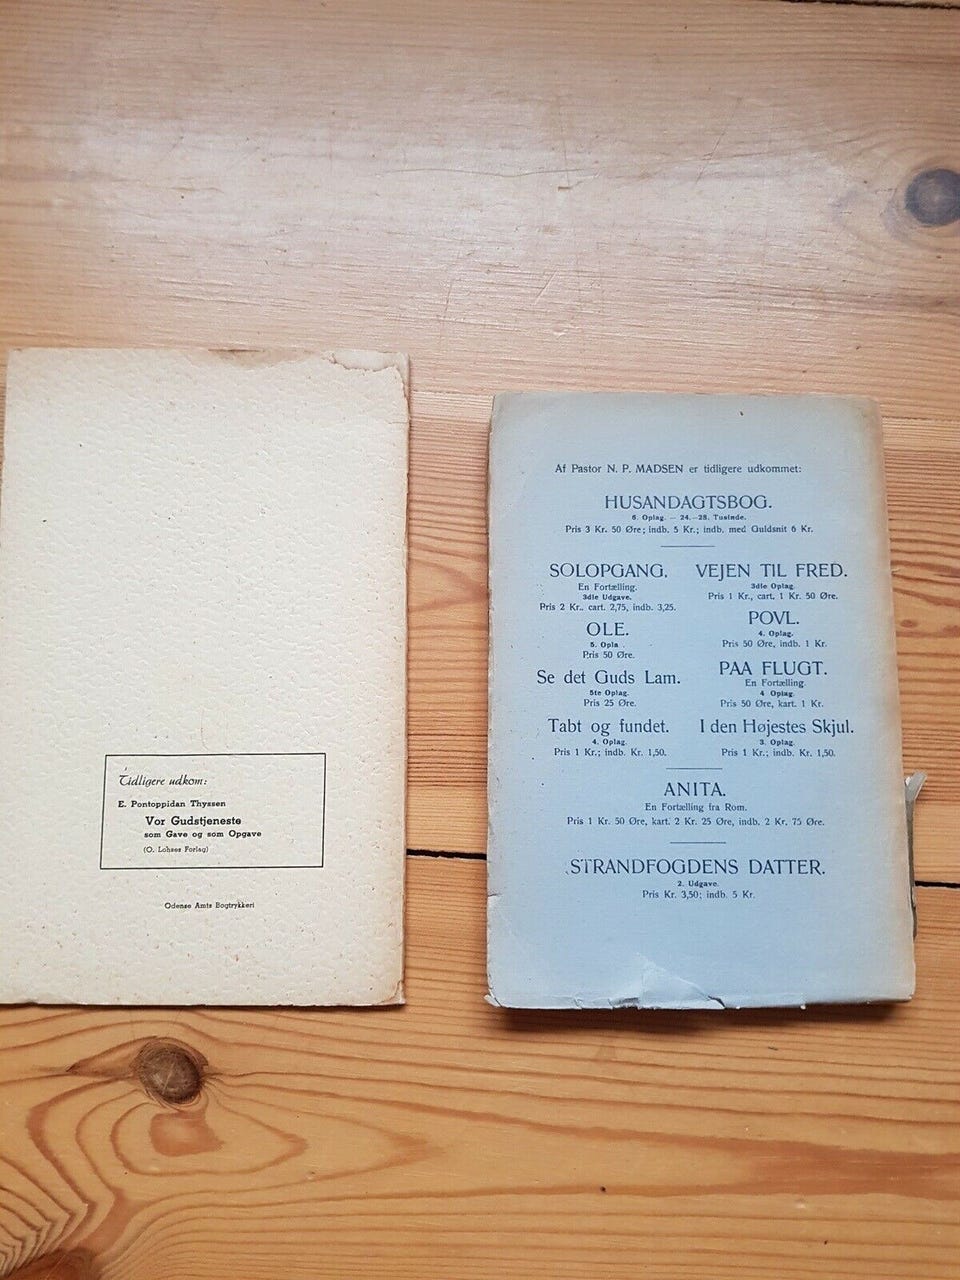 Tidligere udkom:
E. Pontoppidan Thyssen
Vor Gudstjeneste
som Gave og som Opgave
(O. Lohses Forlag)
Odense Amts Bogtrykkeri
Af Pastor N. P. MADSEN er tidligere udkommet:
HUSANDAGTSBOG.
6. Oplag. — 24.—28. Tusinde.
Pris 3 Kr. 50 Øre; indb. 5 Kr.; indb. med Guldsnit 6 Kr.
SOLOPGANG.
En Fortælling.
3die Udgave.
Pris 2 Kr.. cart. 2,75, indb. 3,25.
OLE.
5. Opla .
Pris 50 Øre.
Se det Guds Lam.
5te Oplag.
Pris 25 Øre.
Tabt og fundet.
4. Oplag.
Pris 1 Kr.; indb. Kr. 1,50.
VEJEN TIL FRED.
3die Oplag.
Pris 1 Kr., cart. 1 Kr. 50 Øre.
POVL.
4. Oplag.
Pris 50 Øre, indb. 1 Kr.
PAA FLUGT.
En Fortælling.
4 Oplag.
Pris 50 Øre, kart. 1 Kr.
I den Højestes Skjul.
3. Oplag.
Pris 1 Kr.; indb. Kr. 1,50.
ANITA.
En Fortælling fra Rom.
Pris 1 Kr. 50 Øre, kart. 2 Kr. 25 Øre, indb. 2 Kr. 75 Øre.
STRANDFOGDENS DATTER.
2. Udgave.
Pris Kr. 3,50; indb. 5 Kr.